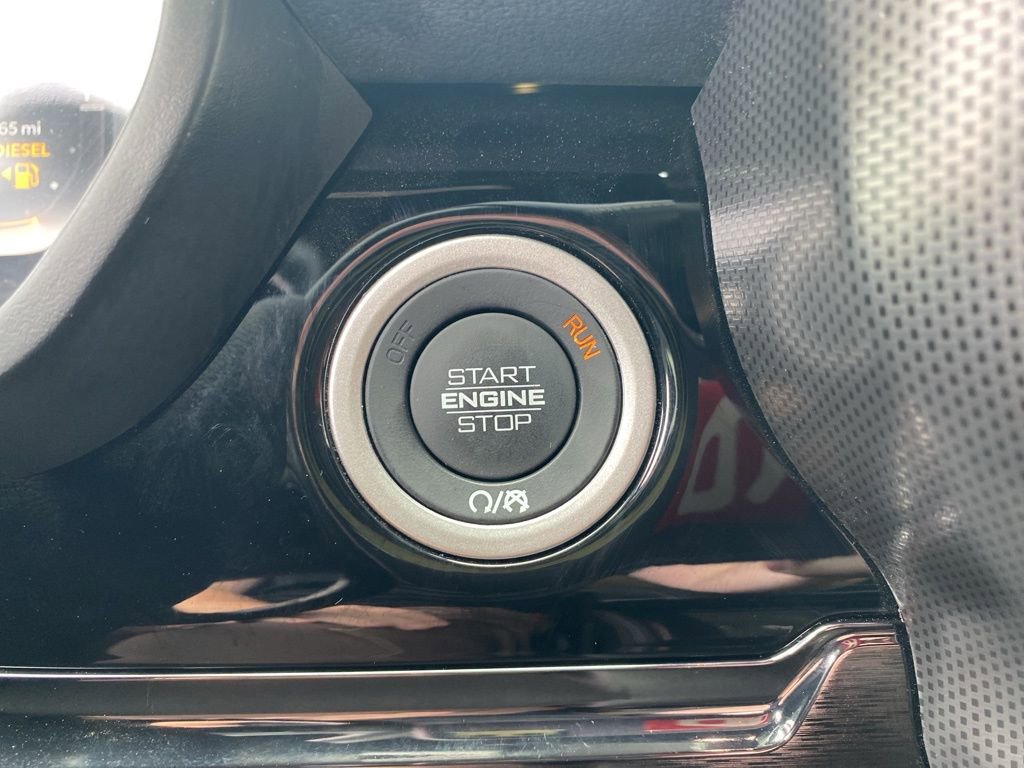 65 mi
DIESEL
OFF
RUN
START
ENGINE
STOP